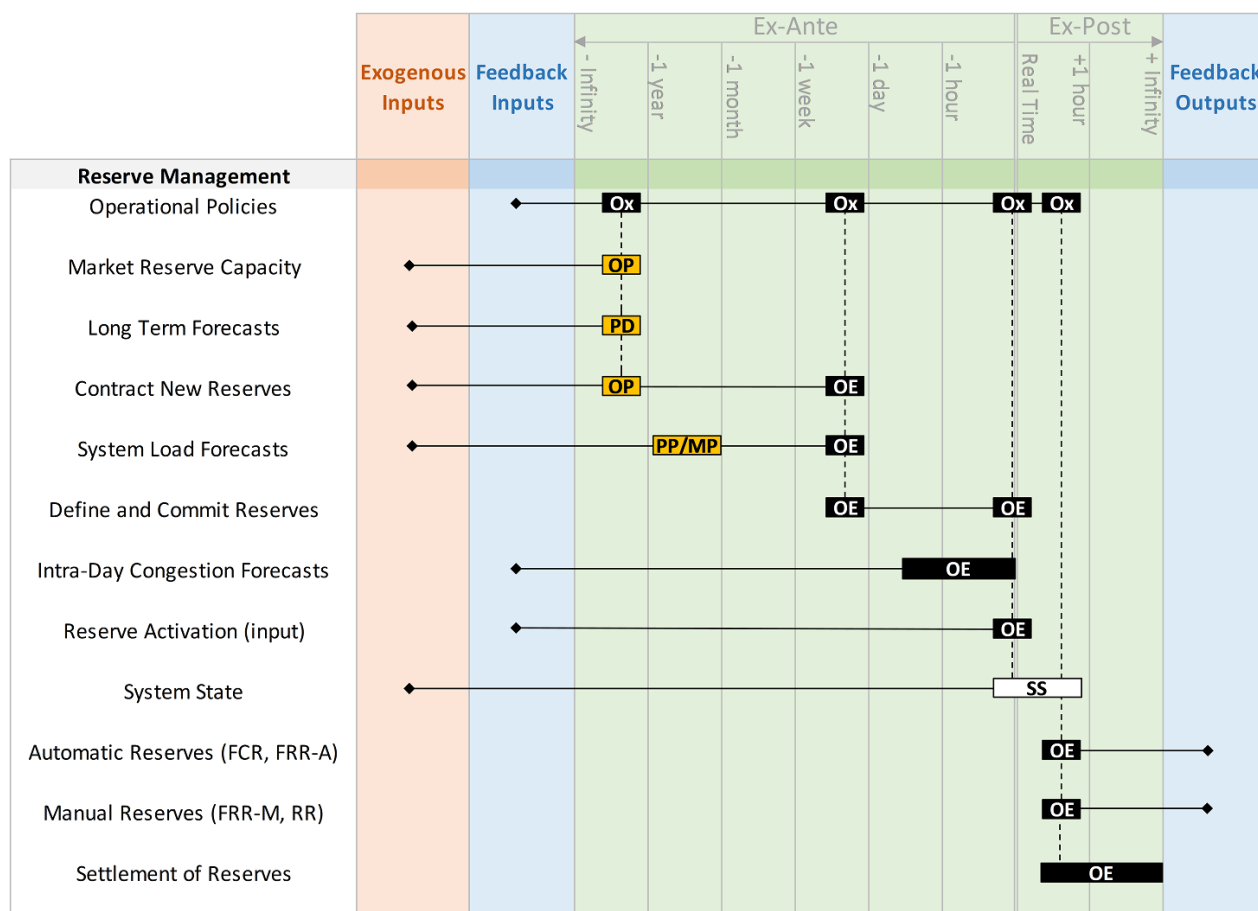 Ex-Ante Ex-Post
Exogenous Inputs
Feedback Inputs
- Infinity
-1 year
-1 month
-1 week
-1 day
-1 hour
Real Time
+1 hour
+ Infinity
Feedback Outputs
Reserve Management
Operational Policies Ox Ox Ox Ox
Market Reserve Capacity OP
Long Term Forecasts PD
Contract New Reserves OP OE
System Load Forecasts PP/MP OE
Define and Commit Reserves OE OE
Intra-Day Congestion Forecasts OE
Reserve Activation (input) OE
System State SS
Automatic Reserves (FCR, FRR-A) OE
Manual Reserves (FRR-M, RR) OE
Settlement of Reserves OE